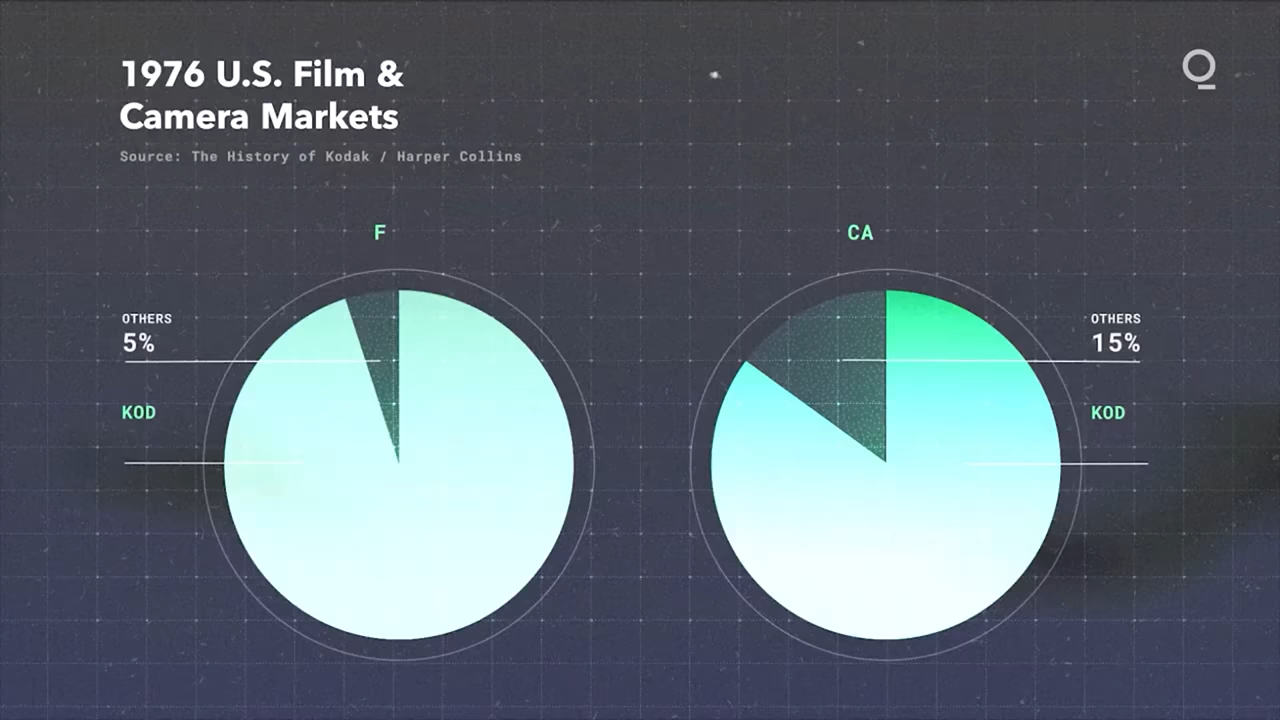 1976 U.S. Film &
Camera Markets
Source: The History of Kodak / Harper Collins
F
CA
OTHERS
5%
KOD
OTHERS
15%
KOD